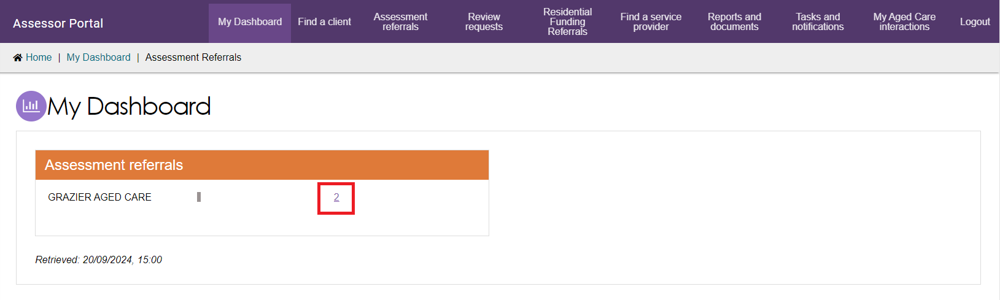 Assessor Portal
My Dashboard
Find a client
Assessment
referrals
Review
requests
Residential
Funding
Referrals
Find a service
provider
Reports and
documents
Tasks and
notifications
My Aged Care
interactions
Logout
Home | My Dashboard | Assessment Referrals
My Dashboard
Assessment referrals
GRAZIER AGED CARE 2
Retrieved: 20/09/2024, 15:00